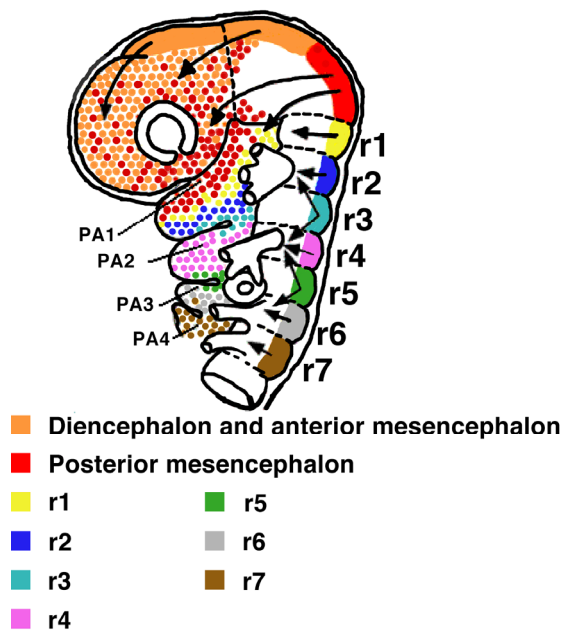 r1
r2
r3
PA1
r4
PA2
r5
PA3
r6
PA4
r7
Diencephalon and anterior mesencephalon
Posterior mesencephalon
r1
r5
r2
r6
r3
r7
r4